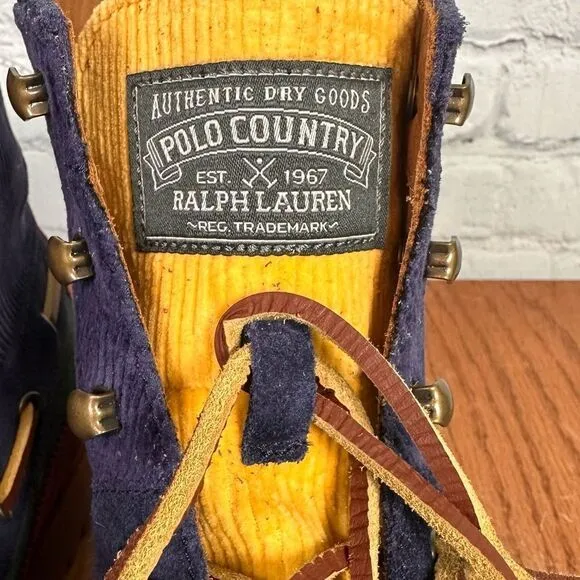 AUTHENTIC DRY GOODS
POLO COUNTRY
EST. 1967
RALPH LAUREN
~REG. TRADEMARK~